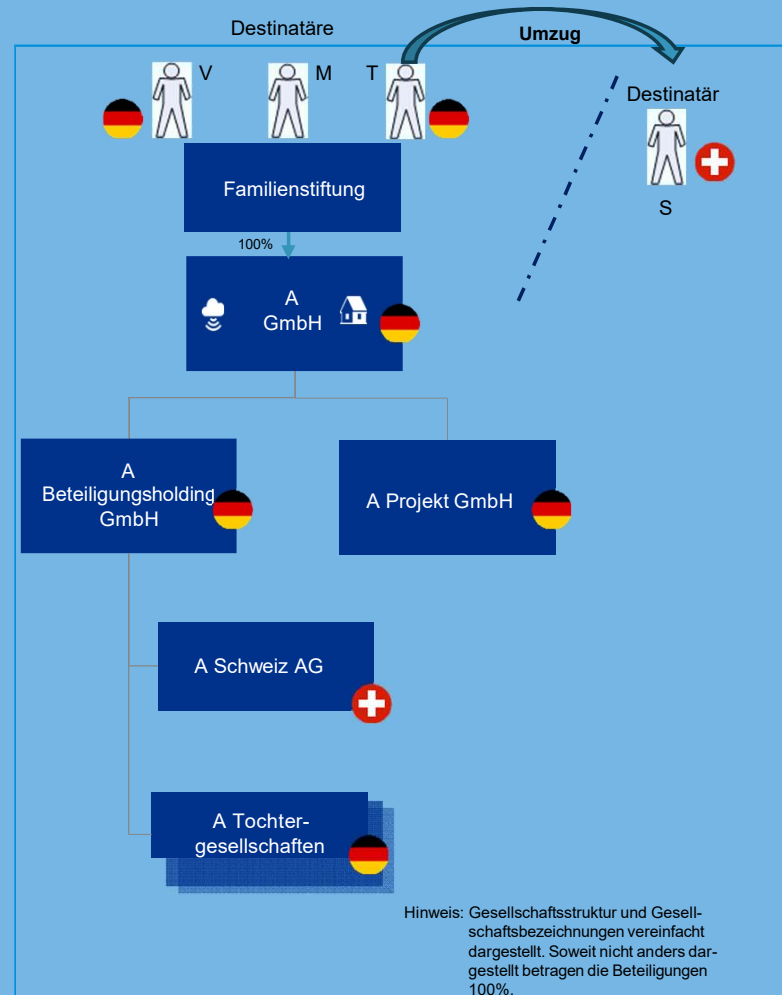 Destinatäre
Umzug
V
M
T
Destinatär
S
Familienstiftung
100%
A
GmbH
A
Beteiligungsholding
GmbH
A Projekt GmbH
A Schweiz AG
A Tochter-
gesellschaften
Hinweis: Gesellschaftsstruktur und Gesell-
schaftsbezeichnungen vereinfacht
dargestellt. Soweit nicht anders dar-
gestellt betragen die Beteiligungen
100%.